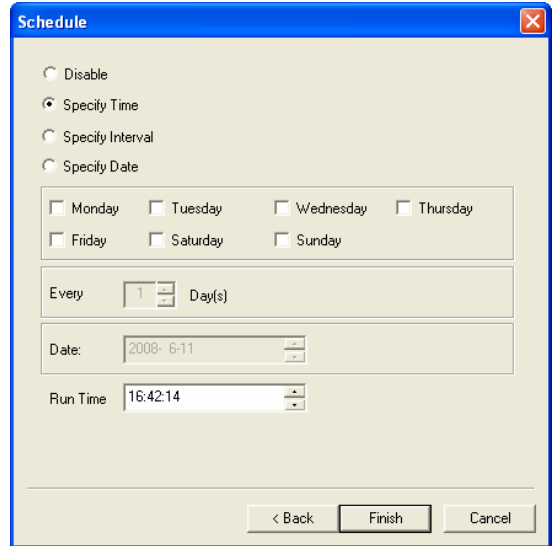 Schedule
Disable
Specify Time
Specify Interval
Specify Date
Monday Tuesday Wednesday Thursday
Friday Saturday Sunday
Every 1 Day(s)
Date: 2008- 6-11
Run Time 16:42:14
< Back Finish Cancel